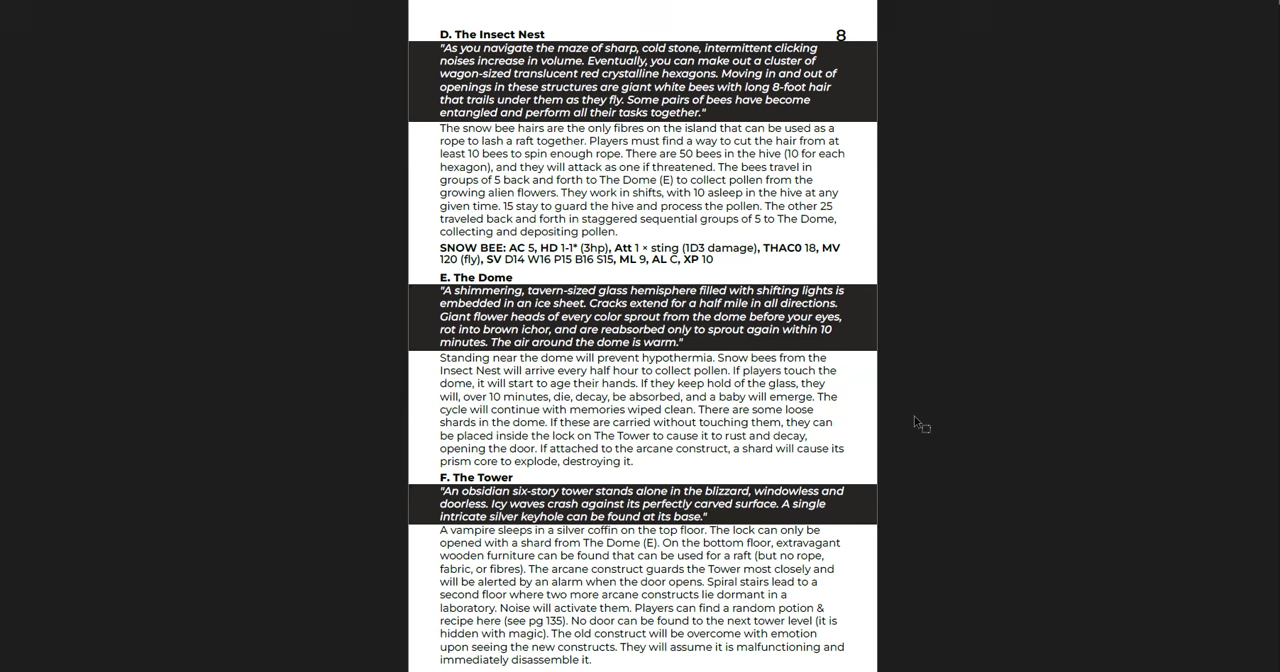 D. The Insect Nest
8
"As you navigate the maze of sharp, cold stone, intermittent clicking
noises increase in volume. Eventually, you can make out a cluster of
wagon-sized translucent red crystalline hexagons. Moving in and out of
openings in these structures are giant white bees with long 8-foot hair
that trails under them as they fly. Some pairs of bees have become
entangled and perform all their tasks together."
The snow bee hairs are the only fibres on the island that can be used as a
rope to lash a raft together. Players must find a way to cut the hair from at
least 10 bees to spin enough rope. There are 50 bees in the hive (10 for each
hexagon), and they will attack as one if threatened. The bees travel in
groups of 5 back and forth to The Dome (E) to collect pollen from the
growing alien flowers. They work in shifts, with 10 asleep in the hive at any
given time. 15 stay to guard the hive and process the pollen. The other 25
traveled back and forth in staggered sequential groups of 5 to The Dome,
collecting and depositing pollen.
SNOW BEE: AC 5, HD 1-1* (3hp), Att 1 × sting (1D3 damage), THAC0 18, MV
120 (fly), SV D14 W16 P15 B16 S15, ML 9, AL C, XP 10
E. The Dome
"A shimmering, tavern-sized glass hemisphere filled with shifting lights is
embedded in an ice sheet. Cracks extend for a half mile in all directions.
Giant flower heads of every color sprout from the dome before your eyes,
rot into brown ichor, and are reabsorbed only to sprout again within 10
minutes. The air around the dome is warm."
Standing near the dome will prevent hypothermia. Snow bees from the
Insect Nest will arrive every half hour to collect pollen. If players touch the
dome, it will start to age their hands. If they keep hold of the glass, they
will, over 10 minutes, die, decay, be absorbed, and a baby will emerge. The
cycle will continue with memories wiped clean. There are some loose
shards in the dome. If these are carried without touching them, they can
be placed inside the lock on The Tower to cause it to rust and decay,
opening the door. If attached to the arcane construct, a shard will cause its
prism core to explode, destroying it.
F. The Tower
"An obsidian six-story tower stands alone in the blizzard, windowless and
doorless. Icy waves crash against its perfectly carved surface. A single
intricate silver keyhole can be found at its base."
A vampire sleeps in a silver coffin on the top floor. The lock can only be
opened with a shard from The Dome (E). On the bottom floor, extravagant
wooden furniture can be found that can be used for a raft (but no rope,
fabric, or fibres). The arcane construct guards the Tower most closely and
will be alerted by an alarm when the door opens. Spiral stairs lead to a
second floor where two more arcane constructs lie dormant in a
laboratory. Noise will activate them. Players can find a random potion &
recipe here (see pg 135). No door can be found to the next tower level (it is
hidden with magic). The old construct will be overcome with emotion
upon seeing the new constructs. They will assume it is malfunctioning and
immediately disassemble it.